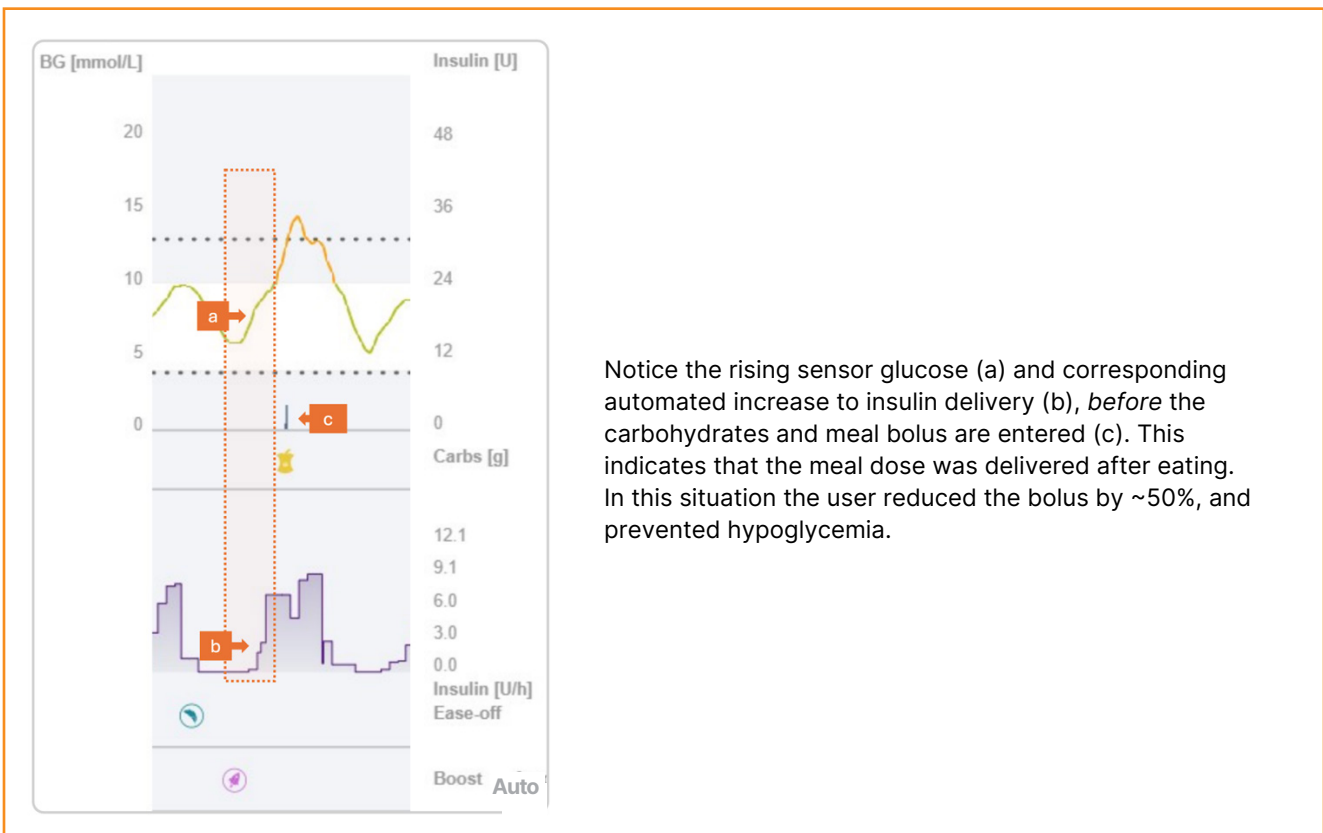 BG [mmol/L]
Insulin [U]
20
48
15
36
10
24
a
5
12
0
c
0
Carbs [g]
12.1
9.1
6.0
b
3.0
0.0
Insulin [U/h]
Ease-off
Boost
Auto
Notice the rising sensor glucose (a) and corresponding
automated increase to insulin delivery (b), before the
carbohydrates and meal bolus are entered (c). This
indicates that the meal dose was delivered after eating.
In this situation the user reduced the bolus by ~50%, and
prevented hypoglycemia.